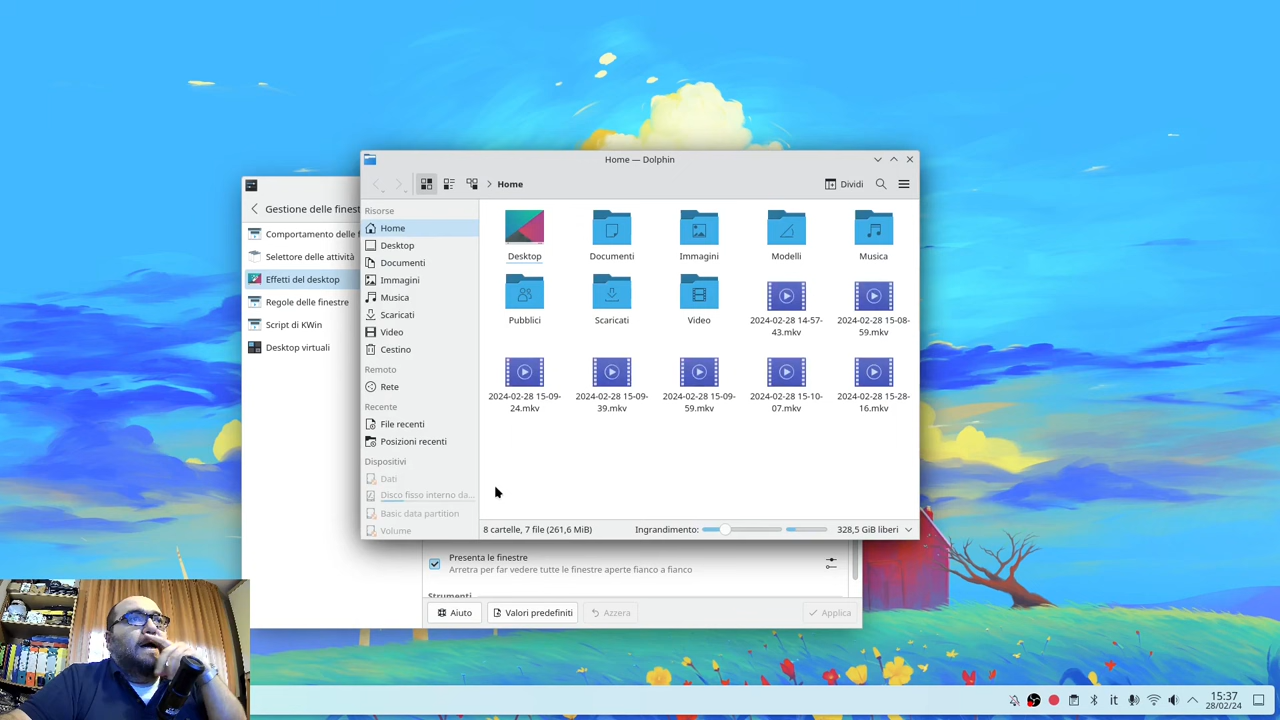 Home — Dolphin
Home
Dividi
Gestione delle finest
Comportamento delle f
Selettore delle attività
Effetti del desktop
Regole delle finestre
Script di KWin
Desktop virtuali
Risorse
Home
Desktop
Documenti
Immagini
Musica
Scaricati
Video
Cestino
Remoto
Rete
Recente
File recenti
Posizioni recenti
Dispositivi
Dati
Disco fisso interno da...
Basic data partition
Volume
Desktop
Documenti
Immagini
Modelli
Musica
Pubblici
Scaricati
Video
2024-02-28 14-57-
43.mkv
2024-02-28 15-08-
59.mkv
2024-02-28 15-09-
24.mkv
2024-02-28 15-09-
39.mkv
2024-02-28 15-09-
59.mkv
2024-02-28 15-10-
07.mkv
2024-02-28 15-28-
16.mkv
8 cartelle, 7 file (261,6 MiB)
Ingrandimento:
328,5 GiB liberi
Presenta le finestre
Arretra per far vedere tutte le finestre aperte fianco a fianco
Strumenti
Aiuto
Valori predefiniti
Azzera
Applica
it
15:37
28/02/24